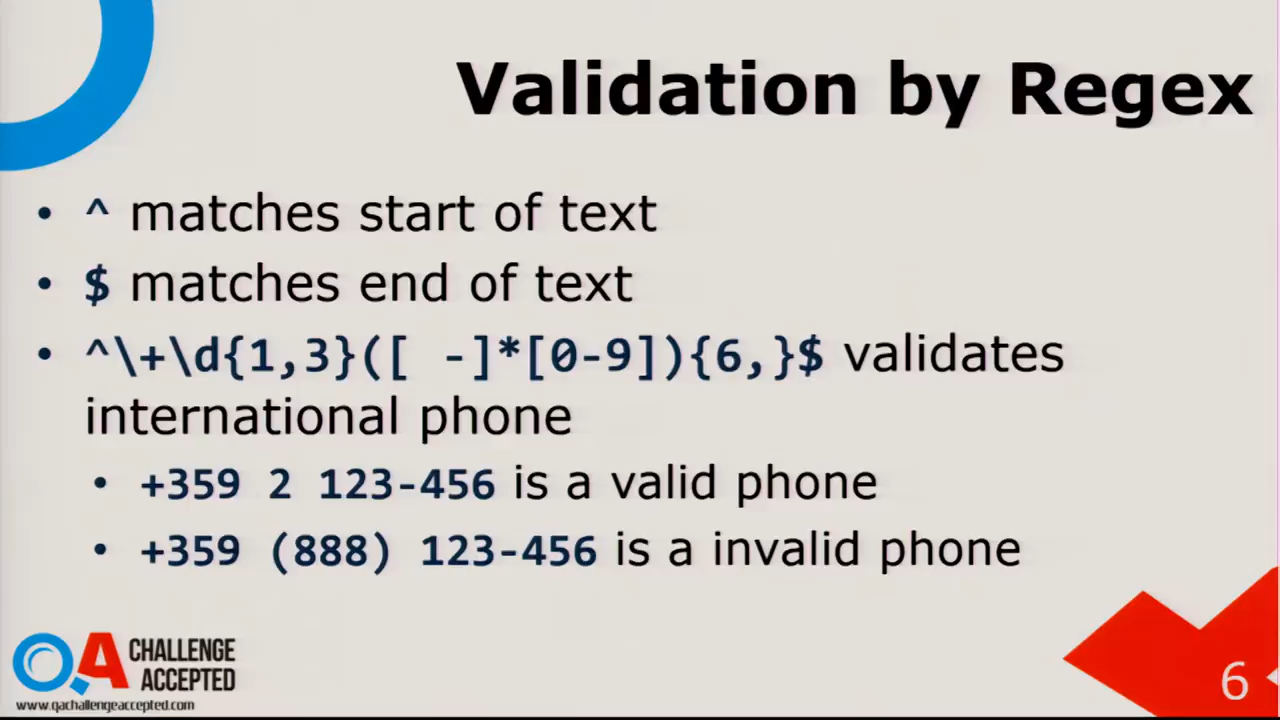 Validation by Regex
• ^ matches start of text
• $ matches end of text
• ^\+\d{1,3}([ -]*[0-9]){6,}$ validates
international phone
• +359 2 123-456 is a valid phone
• +359 (888) 123-456 is a invalid phone
QA CHALLENGE
ACCEPTED
www.qachallengeaccepted.com
6